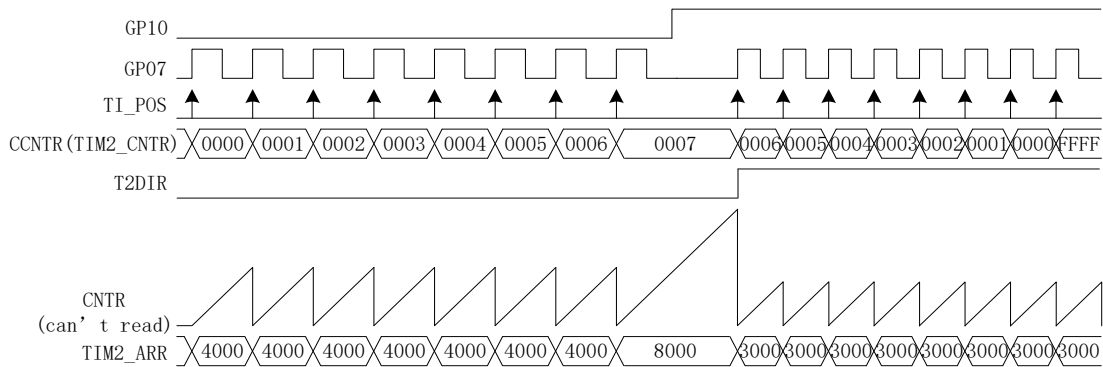 GP10
GP07
TI_POS
CCNTR(TIM2_CNTR) 0000 0001 0002 0003 0004 0005 0006 0007 0006 0005 0004 0003 0002 0001 0000 FFFF
T2DIR
CNTR
(can't read)
TIM2_ARR 4000 4000 4000 4000 4000 4000 4000 8000 3000 3000 3000 3000 3000 3000 3000 3000